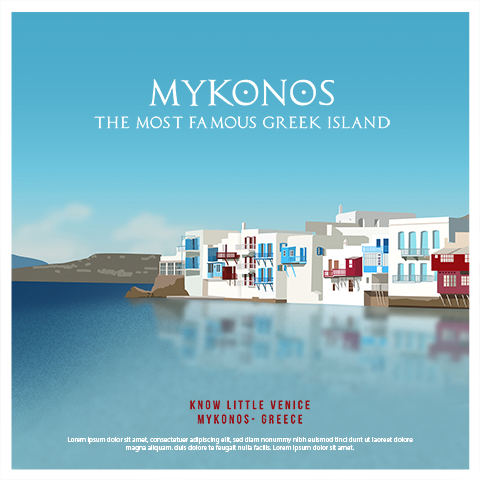 MYKONOS
THE MOST FAMOUS GREEK ISLAND
KNOW LITTLE VENICE
MYKONOS- GREECE
Lorem ipsum dolor sit amet, consectetuer adipiscing elit, sed diam nonummy nibh euismod tinci dunt ut laoreet dolore
magna aliquam. duis dolore te feugait nulla facilis. Lorem ipsum dolor sit amet.